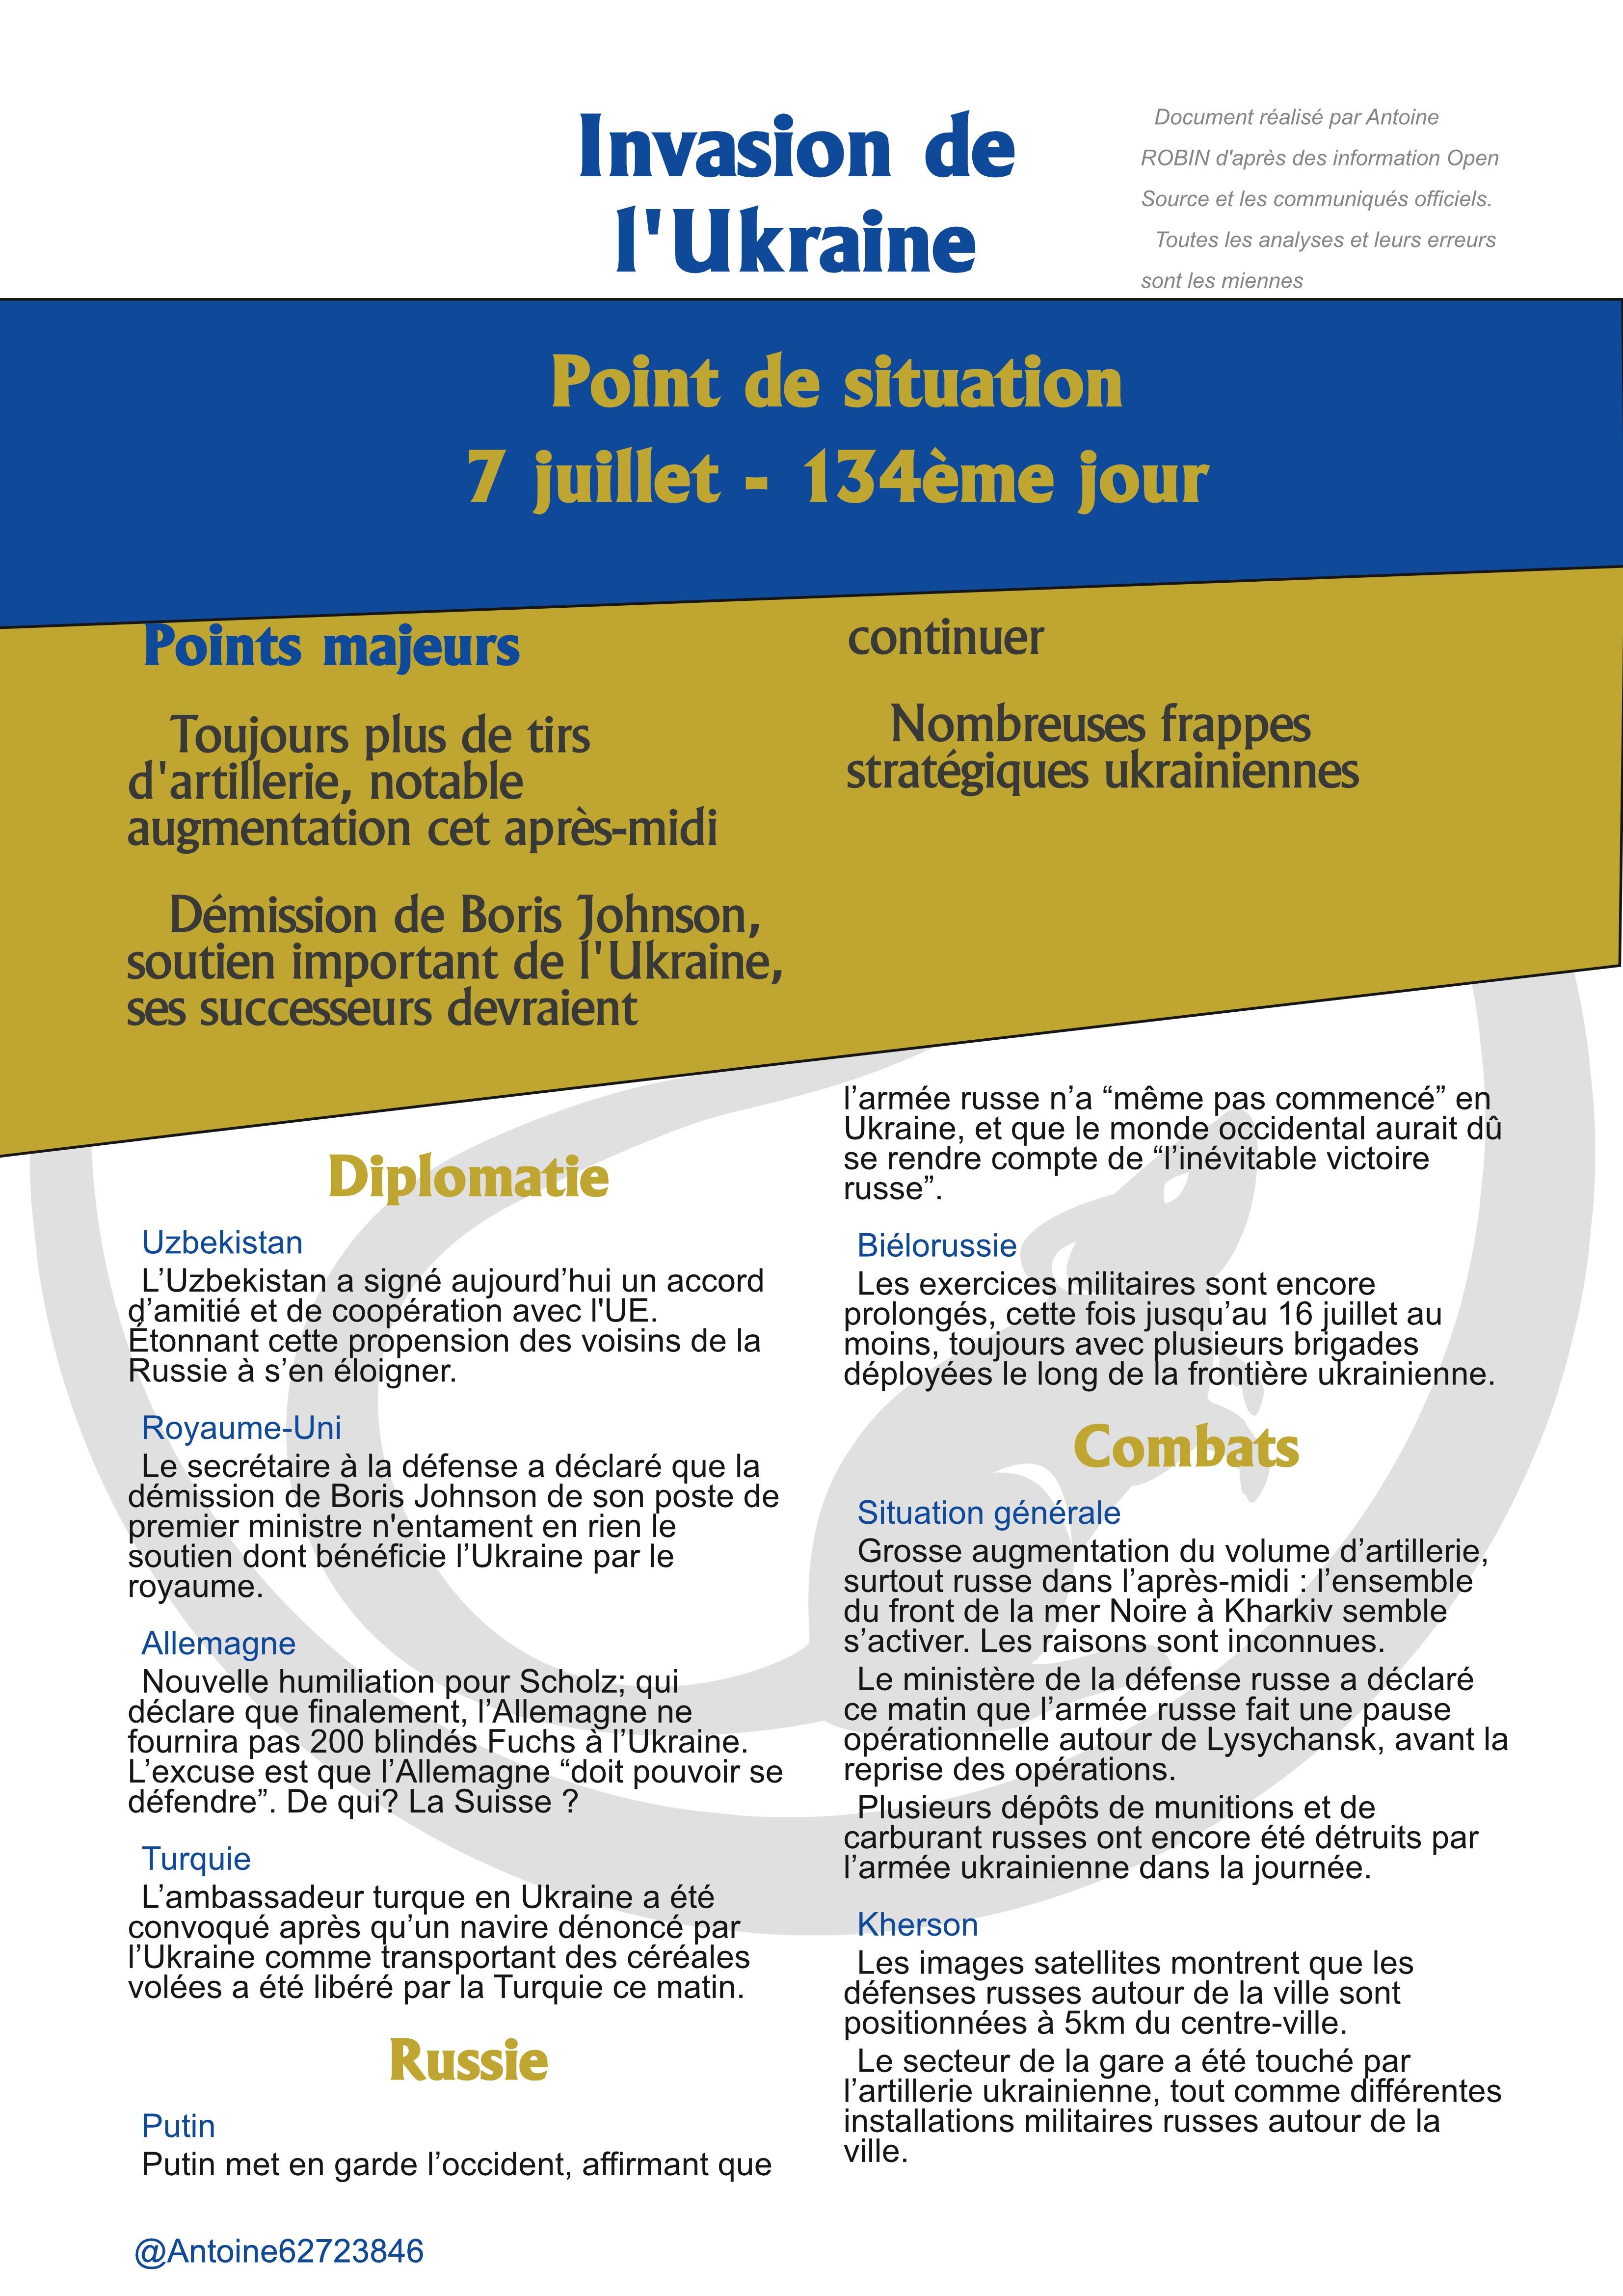 Invasion de
l'Ukraine
Document réalisé par Antoine
ROBIN d'après des information Open
Source et les communiqués officiels.
Toutes les analyses et leurs erreurs
sont les miennes
Point de situation
7 juillet - 134ème jour
Points majeurs
Toujours plus de tirs
d'artillerie, notable
augmentation cet après-midi
Démission de Boris Johnson,
soutien important de l'Ukraine,
ses successeurs devraient
continuer
Nombreuses frappes
stratégiques ukrainiennes
Diplomatie
Uzbekistan
L’Uzbekistan a signé aujourd’hui un accord
d’amitié et de coopération avec l'UE.
Étonnant cette propension des voisins de la
Russie à s’en éloigner.
Royaume-Uni
Le secrétaire à la défense a déclaré que la
démission de Boris Johnson de son poste de
premier ministre n'entament en rien le
soutien dont bénéficie l’Ukraine par le
royaume.
Allemagne
Nouvelle humiliation pour Scholz; qui
déclare que finalement, l’Allemagne ne
fournira pas 200 blindés Fuchs à l’Ukraine.
L’excuse est que l’Allemagne “doit pouvoir se
défendre”. De qui? La Suisse ?
Turquie
L’ambassadeur turque en Ukraine a été
convoqué après qu’un navire dénoncé par
l’Ukraine comme transportant des céréales
volées a été libéré par la Turquie ce matin.
Russie
Putin
Putin met en garde l’occident, affirmant que
l’armée russe n’a “même pas commencé” en
Ukraine, et que le monde occidental aurait dû
se rendre compte de “l’inévitable victoire
russe”.
Biélorussie
Les exercices militaires sont encore
prolongés, cette fois jusqu’au 16 juillet au
moins, toujours avec plusieurs brigades
déployées le long de la frontière ukrainienne.
Combats
Situation générale
Grosse augmentation du volume d’artillerie,
surtout russe dans l’après-midi : l’ensemble
du front de la mer Noire à Kharkiv semble
s’activer. Les raisons sont inconnues.
Le ministère de la défense russe a déclaré
ce matin que l’armée russe fait une pause
opérationnelle autour de Lysychansk, avant la
reprise des opérations.
Plusieurs dépôts de munitions et de
carburant russes ont encore été détruits par
l’armée ukrainienne dans la journée.
Kherson
Les images satellites montrent que les
défenses russes autour de la ville sont
positionnées à 5km du centre-ville.
Le secteur de la gare a été touché par
l’artillerie ukrainienne, tout comme différentes
installations militaires russes autour de la
ville.
@Antoine62723846